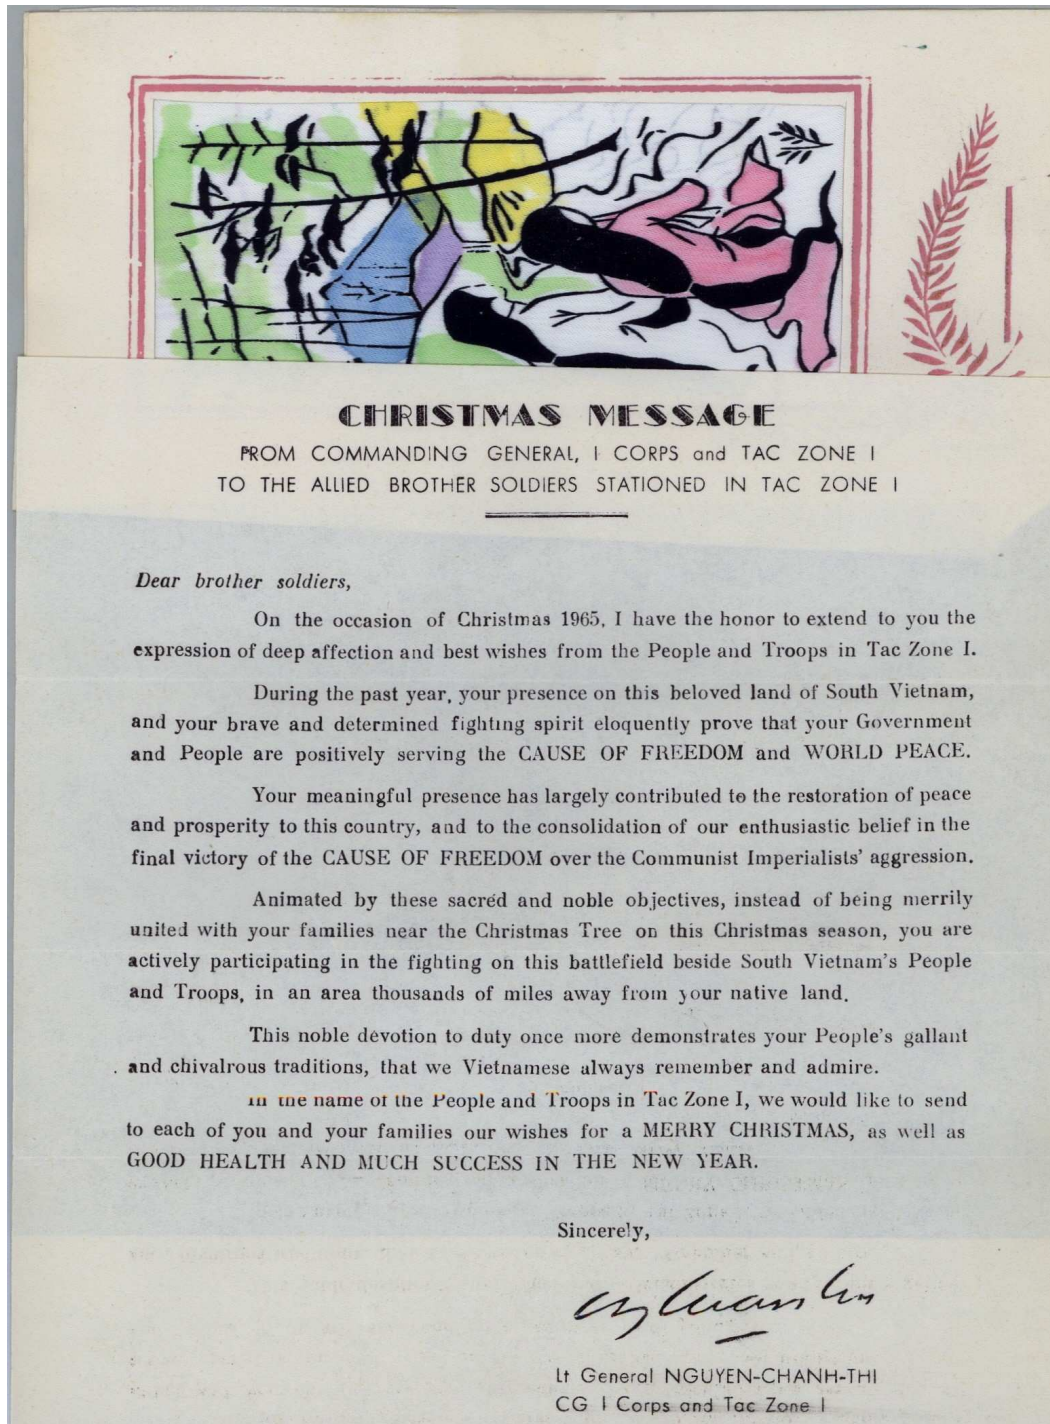 CHRISTMAS MESSAGE
FROM COMMANDING GENERAL, I CORPS and TAC ZONE I
TO THE ALLIED BROTHER SOLDIERS STATIONED IN TAC ZONE I
Dear brother soldiers,
On the occasion of Christmas 1965, I have the honor to extend to you the
expression of deep affection and best wishes from the People and Troops in Tac Zone I.
During the past year, your presence on this beloved land of South Vietnam,
and your brave and determined fighting spirit eloquently prove that your Government
and People are positively serving the CAUSE OF FREEDOM and WORLD PEACE.
Your meaningful presence has largely contributed to the restoration of peace
and prosperity to this country, and to the consolidation of our enthusiastic belief in the
final victory of the CAUSE OF FREEDOM over the Communist Imperialists' aggression.
Animated by these sacred and noble objectives, instead of being merrily
united with your families near the Christmas Tree on this Christmas season, you are
actively participating in the fighting on this battlefield beside South Vietnam's People
and Troops, in an area thousands of miles away from your native land.
This noble devotion to duty once more demonstrates your People's gallant
and chivalrous traditions, that we Vietnamese always remember and admire.
In the name of the People and Troops in Tac Zone I, we would like to send
to each of you and your families our wishes for a MERRY CHRISTMAS, as well as
GOOD HEALTH AND MUCH SUCCESS IN THE NEW YEAR.
Sincerely,
Lt General NGUYEN-CHANH-THI
CG I Corps and Tac Zone I